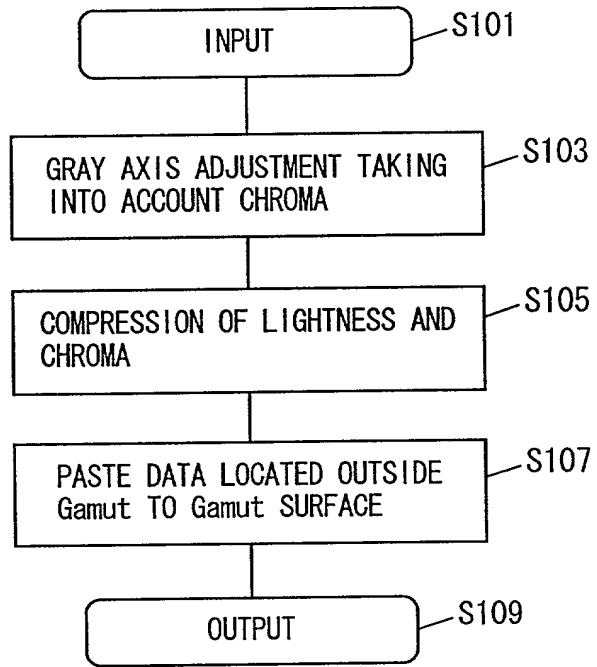 INPUT
S101
GRAY AXIS ADJUSTMENT TAKING
INTO ACCOUNT CHROMA
S103
COMPRESSION OF LIGHTNESS AND
CHROMA
S105
PASTE DATA LOCATED OUTSIDE
Gamut TO Gamut SURFACE
S107
OUTPUT
S109